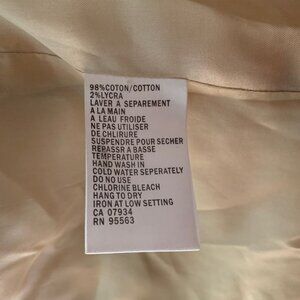 98%COTON/COTTON
2%LYCRA
LAVER A SEPAREMENT
A LA MAIN
A LEAU FROIDE
NE PAS UTILISER
DE CHLIRURE
SUSPENDRE POUR SECHER
REPASSR A BASSE
TEMPERATURE
HAND WASH IN
COLD WATER SEPERATELY
DO NO USE
CHLORINE BLEACH
HANG TO DRY
IRON AT LOW SETTING
CA 07934
RN 95563